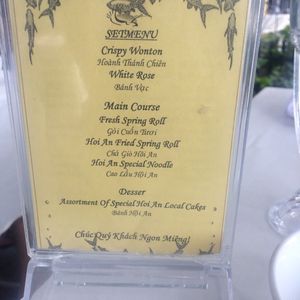 SETMENU
Crispy Wonton
Hoành Thánh Chiên
White Rose
Bánh Vạc
Main Course
Fresh Spring Roll
Gỏi Cuốn Tươi
Hoi An Fried Spring Roll
Chả Giò Hội An
Hoi An Special Noodle
Cao Lầu Hội An
Desser
Assortment Of Special Hoi An Local Cakes
Bánh Hội An
Chúc Quý Khách Ngon Miệng!